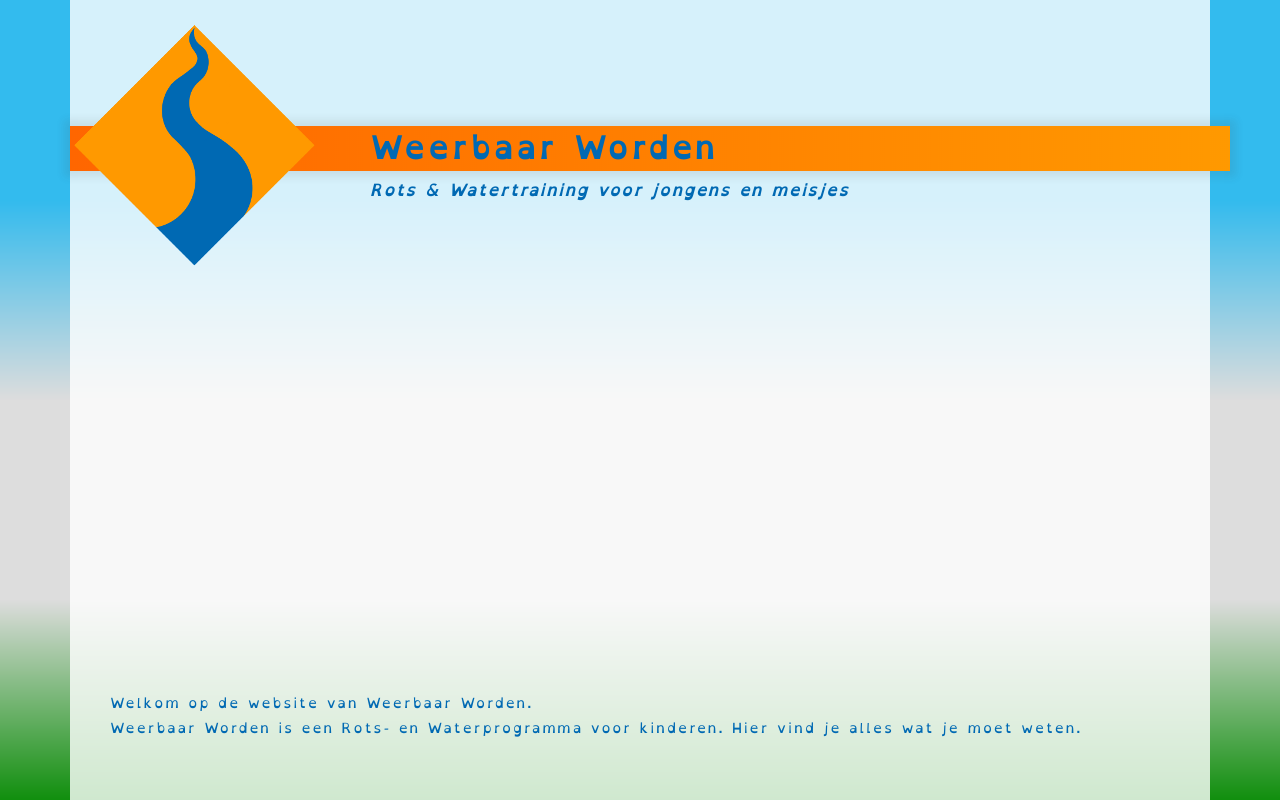 Weerbaar Worden
Rots & Watertraining voor jongens en meisjes
Welkom op de website van Weerbaar Worden.
Weerbaar Worden is een Rots- en Waterprogramma voor kinderen. Hier vind je alles wat je moet weten.